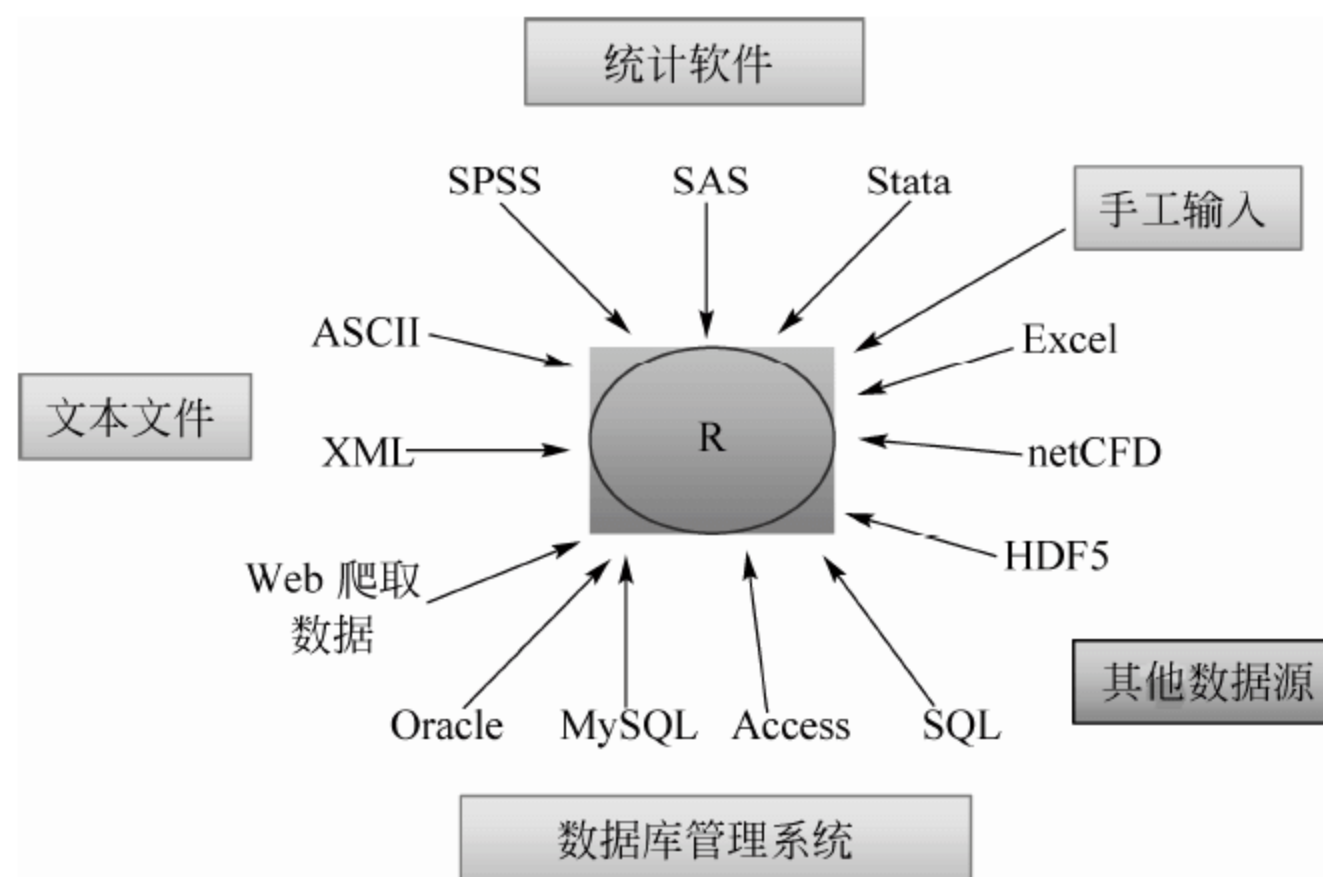 统计软件
SPSS
SAS
Stata
手工输入
ASCII
Excel
文本文件
R
XML
netCFD
HDF5
Web 爬取
数据
其他数据源
Oracle
MySQL
Access
SQL
数据库管理系统